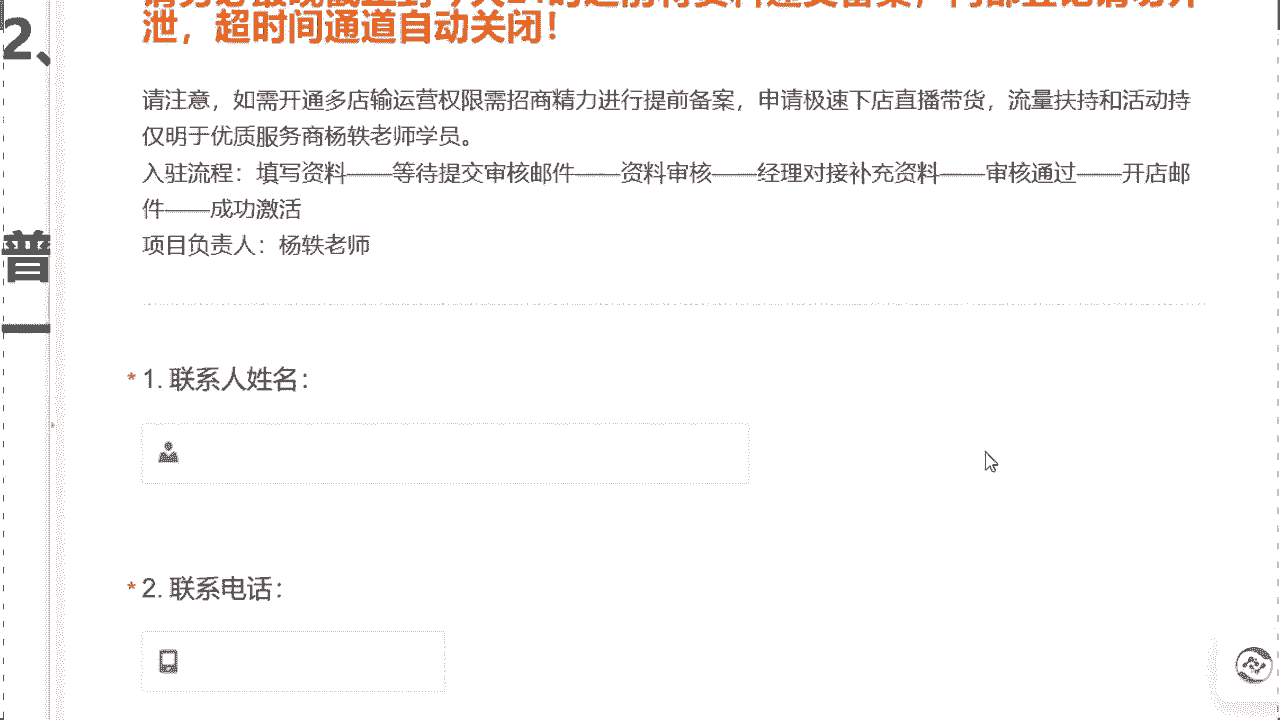 2、
泄，超时间通道自动关闭！
请注意，如需开通多店输运营权限需招商精力进行提前备案，申请极速下店直播带货，流量扶持和活动持
仅明于优质服务商杨轶老师学员。
入驻流程：填写资料——等待提交审核邮件——资料审核——经理对接补充资料——审核通过——开店邮
件——成功激活
项目负责人：杨轶老师
普
一
* 1. 联系人姓名：
* 2. 联系电话：